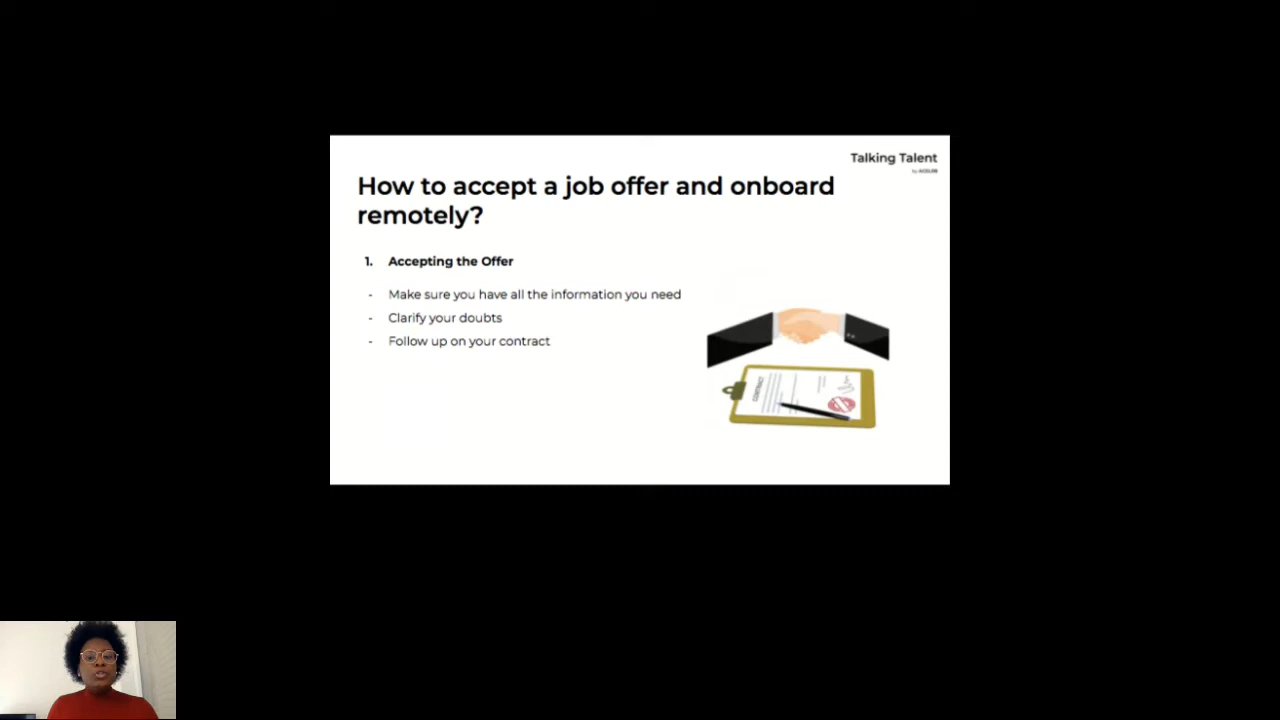 Talking Talent
How to accept a job offer and onboard
remotely?
1. Accepting the Offer
- Make sure you have all the information you need
- Clarify your doubts
- Follow up on your contract
CONTRACT